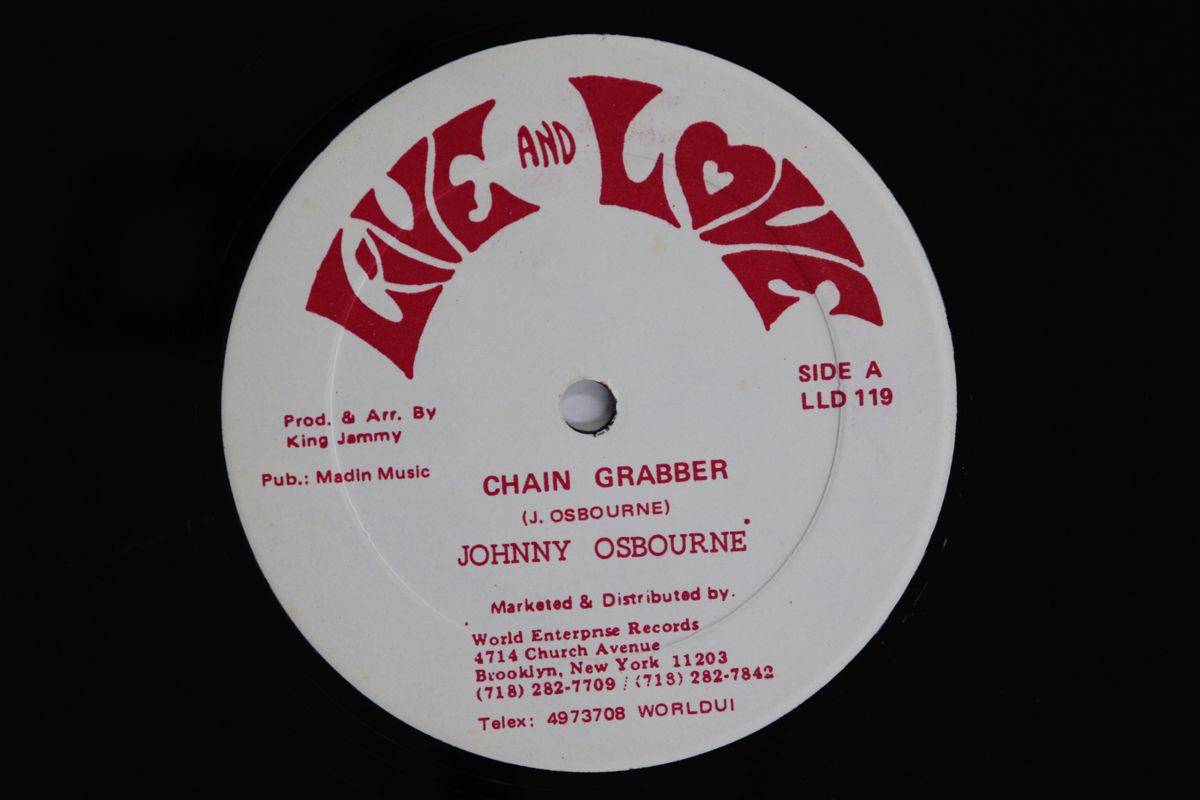 LIVE AND LOVE
SIDE A
LLD 119
Prod. & Arr. By
King Jammy
Pub.: Madin Music
CHAIN GRABBER
(J. OSBOURNE)
JOHNNY OSBOURNE
Marketed & Distributed by.
World Enterprise Records
4714 Church Avenue
Brooklyn, New York 11203
(718) 282-7709 / (718) 282-7842
Telex: 4973708 WORLDUI